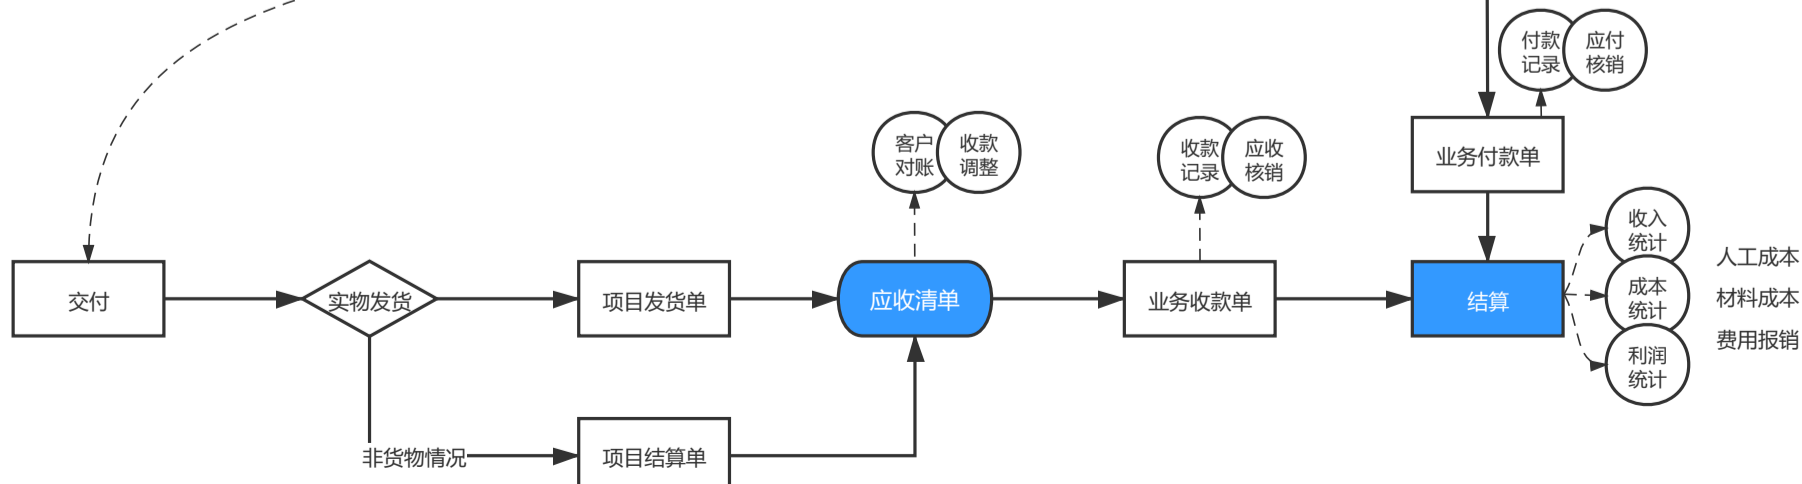 付款
记录
应付
核销
客户
对账
收款
调整
收款
记录
应收
核销
业务付款单
收入
统计
成本
统计
利润
统计
人工成本
材料成本
费用报销
交付
实物发货
项目发货单
应收清单
业务收款单
结算
非货物情况
项目结算单